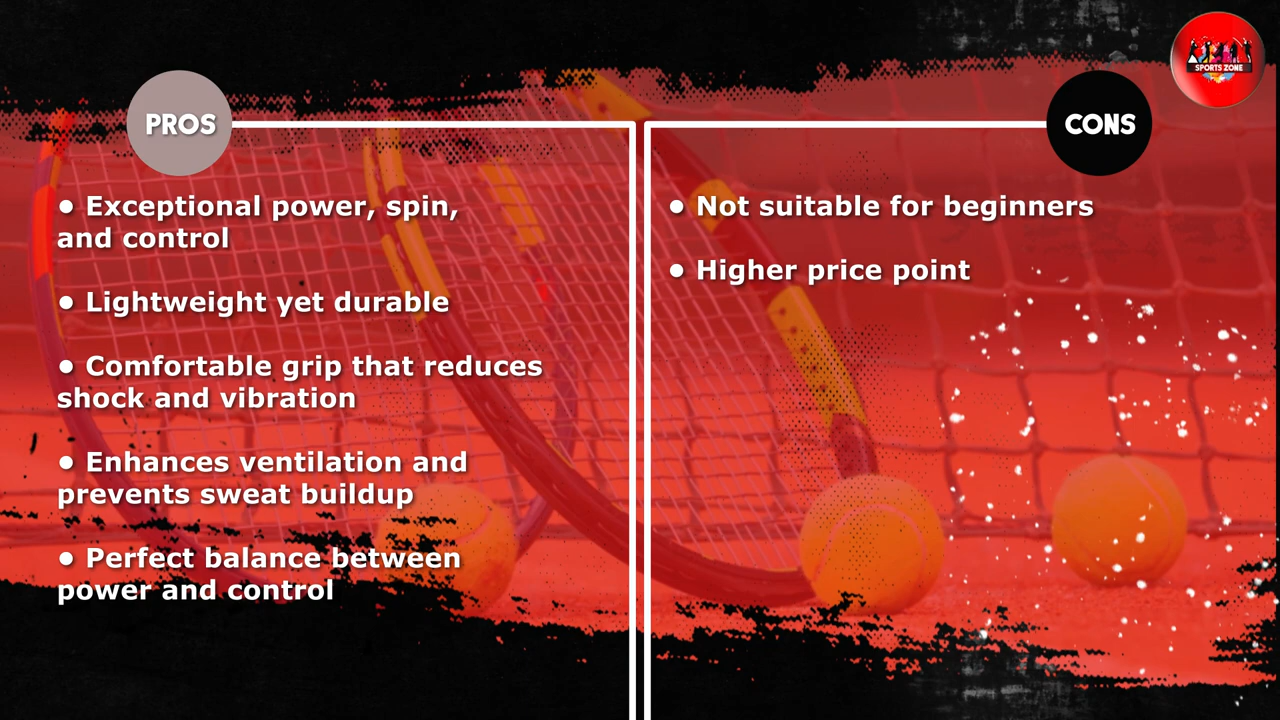 SPORTS ZONE
PROS
CONS
● Exceptional power, spin,
and control
● Lightweight yet durable
● Comfortable grip that reduces
shock and vibration
● Enhances ventilation and
prevents sweat buildup
● Perfect balance between
power and control
● Not suitable for beginners
● Higher price point